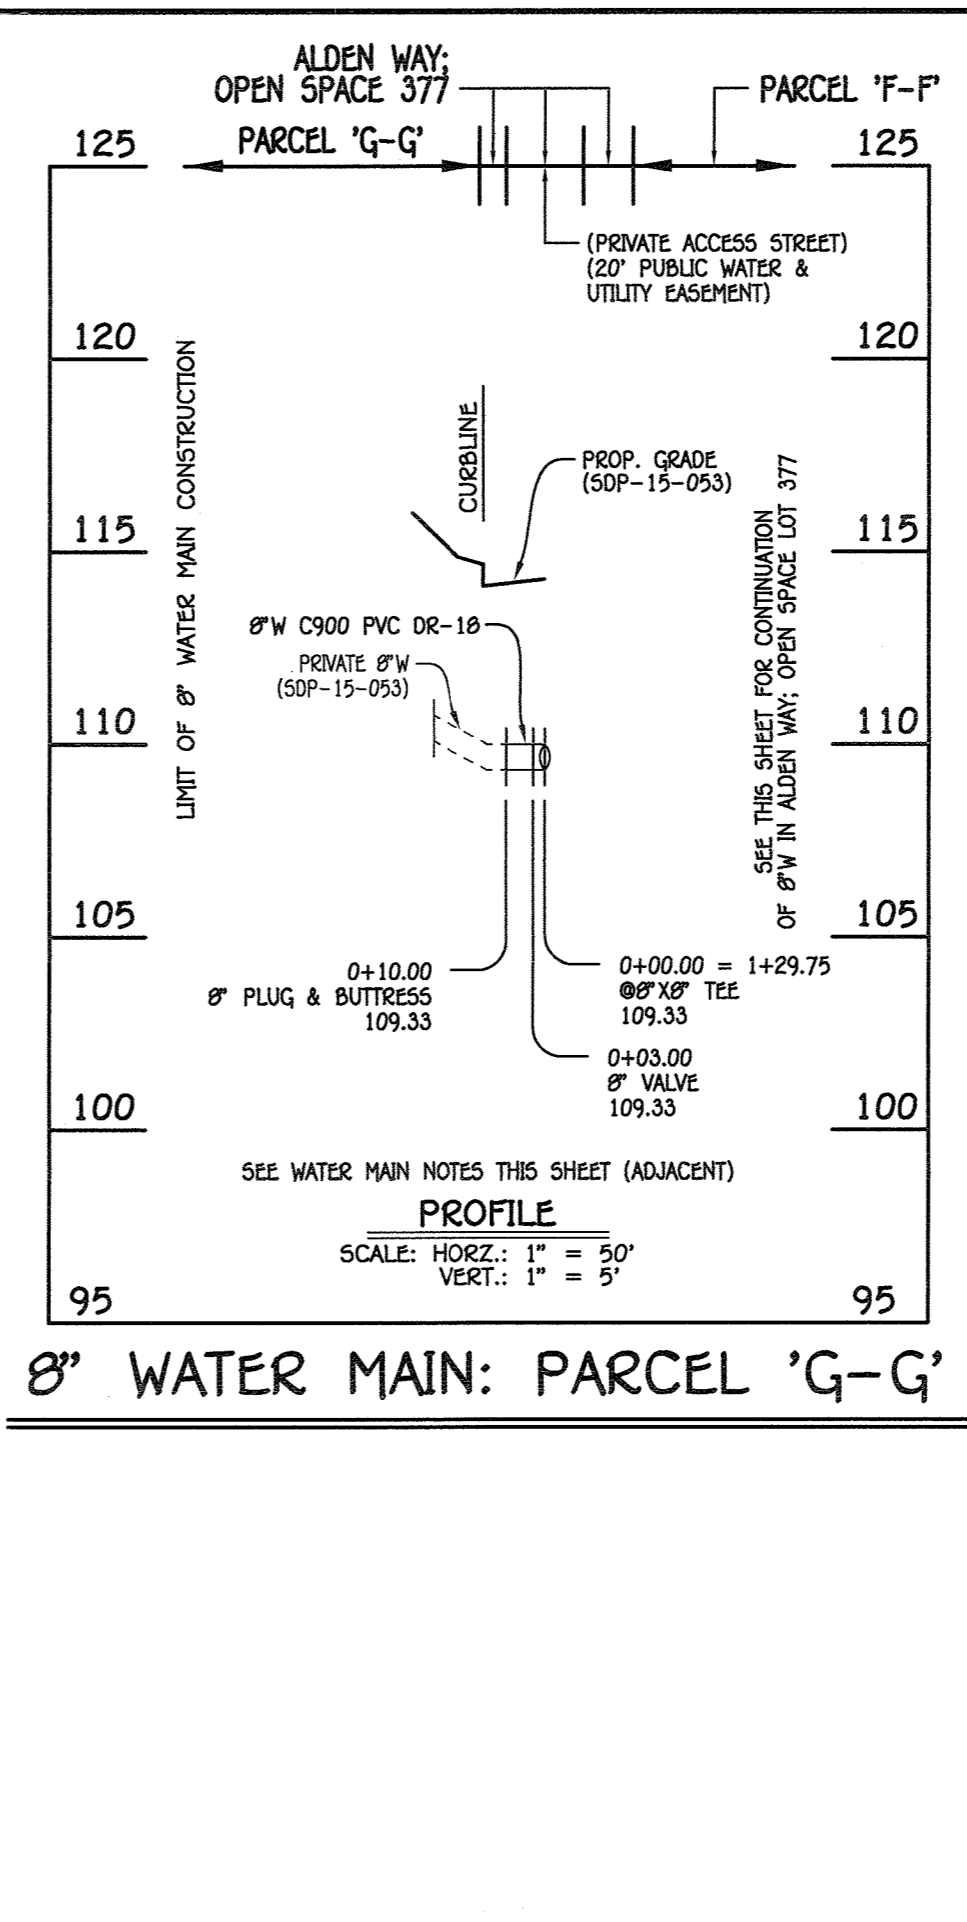 ALDEN WAY;
OPEN SPACE 377
PARCEL 'F-F'
PARCEL 'G-G'
125
125
(PRIVATE ACCESS STREET)
(20' PUBLIC WATER &
UTILITY EASEMENT)
120
120
LIMIT OF 8" WATER MAIN CONSTRUCTION
CURBLINE
PROP. GRADE
(SDP-15-053)
SEE THIS SHEET FOR CONTINUATION
OF 8"W IN ALDEN WAY; OPEN SPACE LOT 377
115
115
8"W C900 PVC DR-18
PRIVATE 8"W
(SDP-15-053)
110
110
105
105
0+10.00
8" PLUG & BUTTRESS
109.33
0+00.00 = 1+29.75
@8"X8" TEE
109.33
0+03.00
8" VALVE
109.33
100
100
SEE WATER MAIN NOTES THIS SHEET (ADJACENT)
PROFILE
SCALE: HORZ.: 1" = 50'
VERT.: 1" = 5'
95
95
8" WATER MAIN: PARCEL 'G-G'